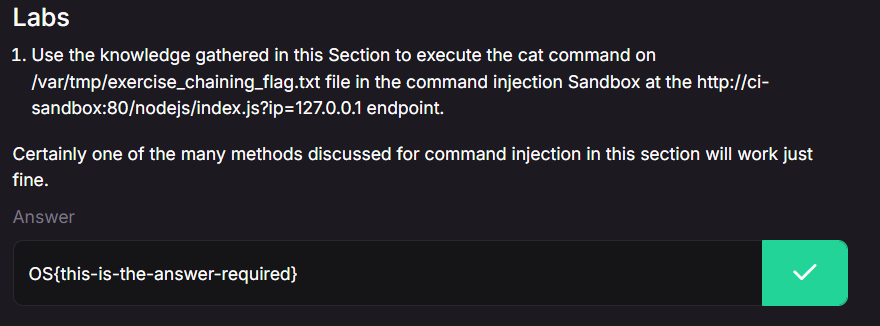 Labs
1. Use the knowledge gathered in this Section to execute the cat command on
/var/tmp/exercise_chaining_flag.txt file in the command injection Sandbox at the http://ci-
sandbox:80/nodejs/index.js?ip=127.0.0.1 endpoint.
Certainly one of the many methods discussed for command injection in this section will work just
fine.
Answer
OS{this-is-the-answer-required}